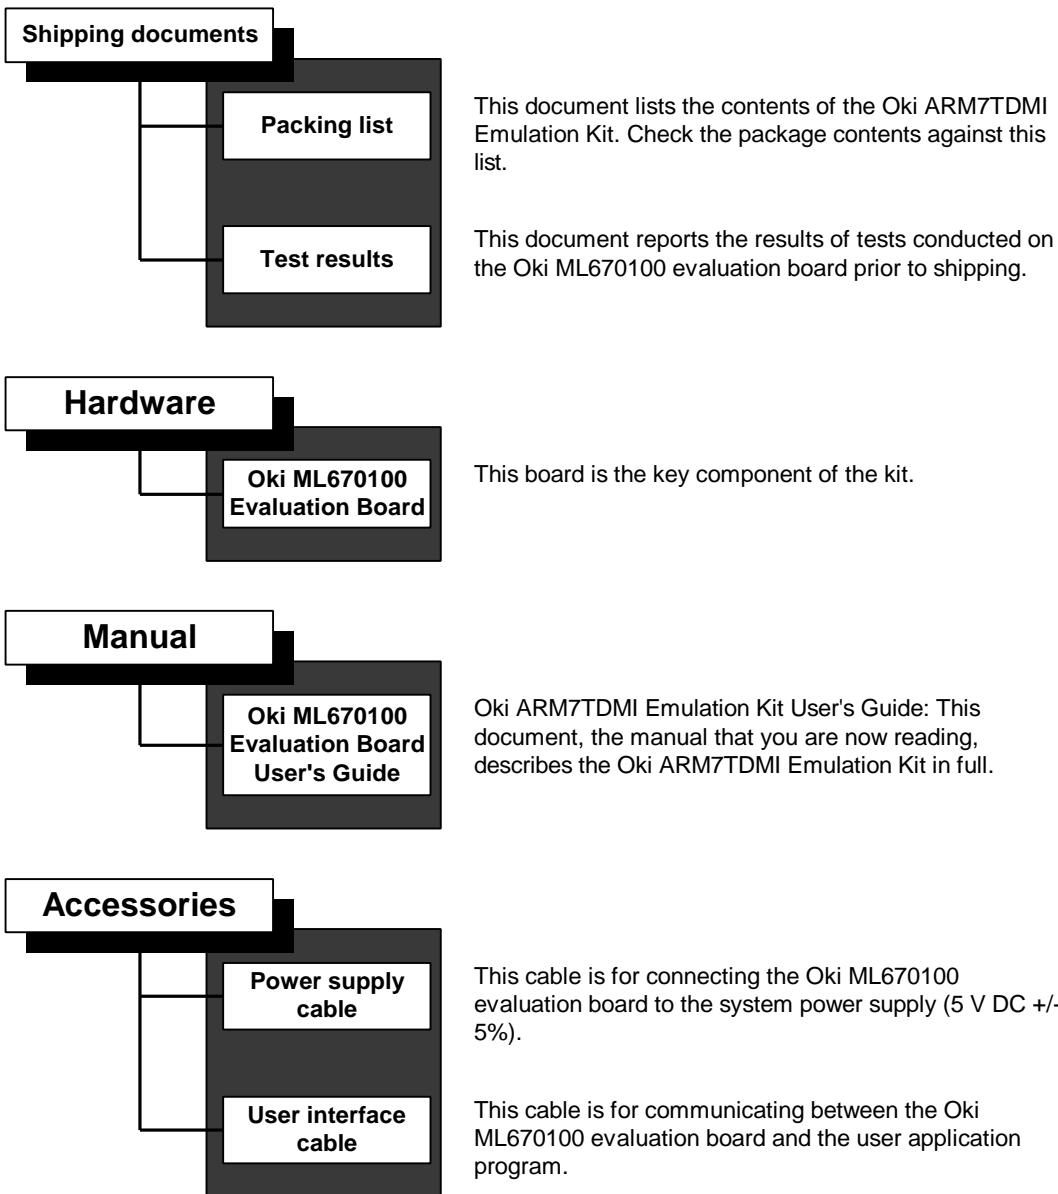 Shipping documents
Packing list
This document lists the contents of the Oki ARM7TDMI
Emulation Kit. Check the package contents against this
list.
Test results
This document reports the results of tests conducted on
the Oki ML670100 evaluation board prior to shipping.
Hardware
Oki ML670100
Evaluation Board
This board is the key component of the kit.
Manual
Oki ML670100
Evaluation Board
User's Guide
Oki ARM7TDMI Emulation Kit User's Guide: This
document, the manual that you are now reading,
describes the Oki ARM7TDMI Emulation Kit in full.
Accessories
Power supply
cable
This cable is for connecting the Oki ML670100
evaluation board to the system power supply (5 V DC +/-
5%).
User interface
cable
This cable is for communicating between the Oki
ML670100 evaluation board and the user application
program.